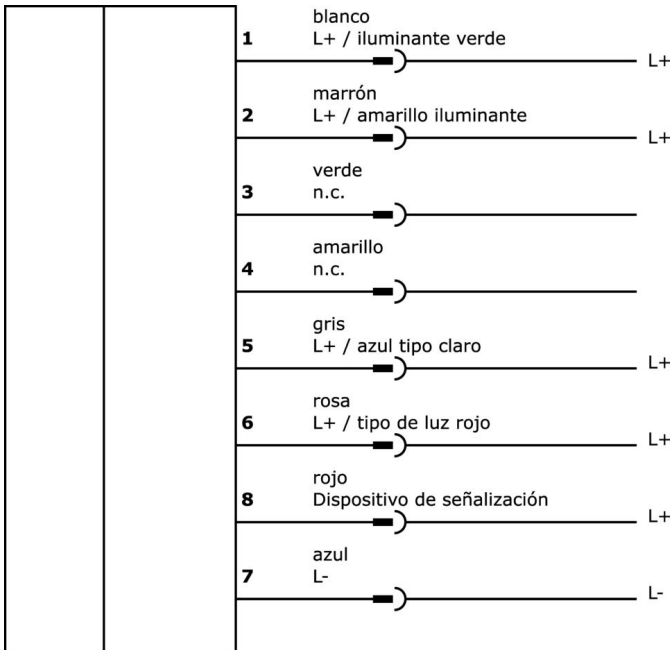 blanco
1 L+ / iluminante verde
L+
marrón
2 L+ / amarillo iluminante
L+
verde
3 n.c.
amarillo
4 n.c.
gris
5 L+ / azul tipo claro
L+
rosa
6 L+ / tipo de luz rojo
L+
rojo
8 Dispositivo de señalización
L+
azul
7 L-
L-